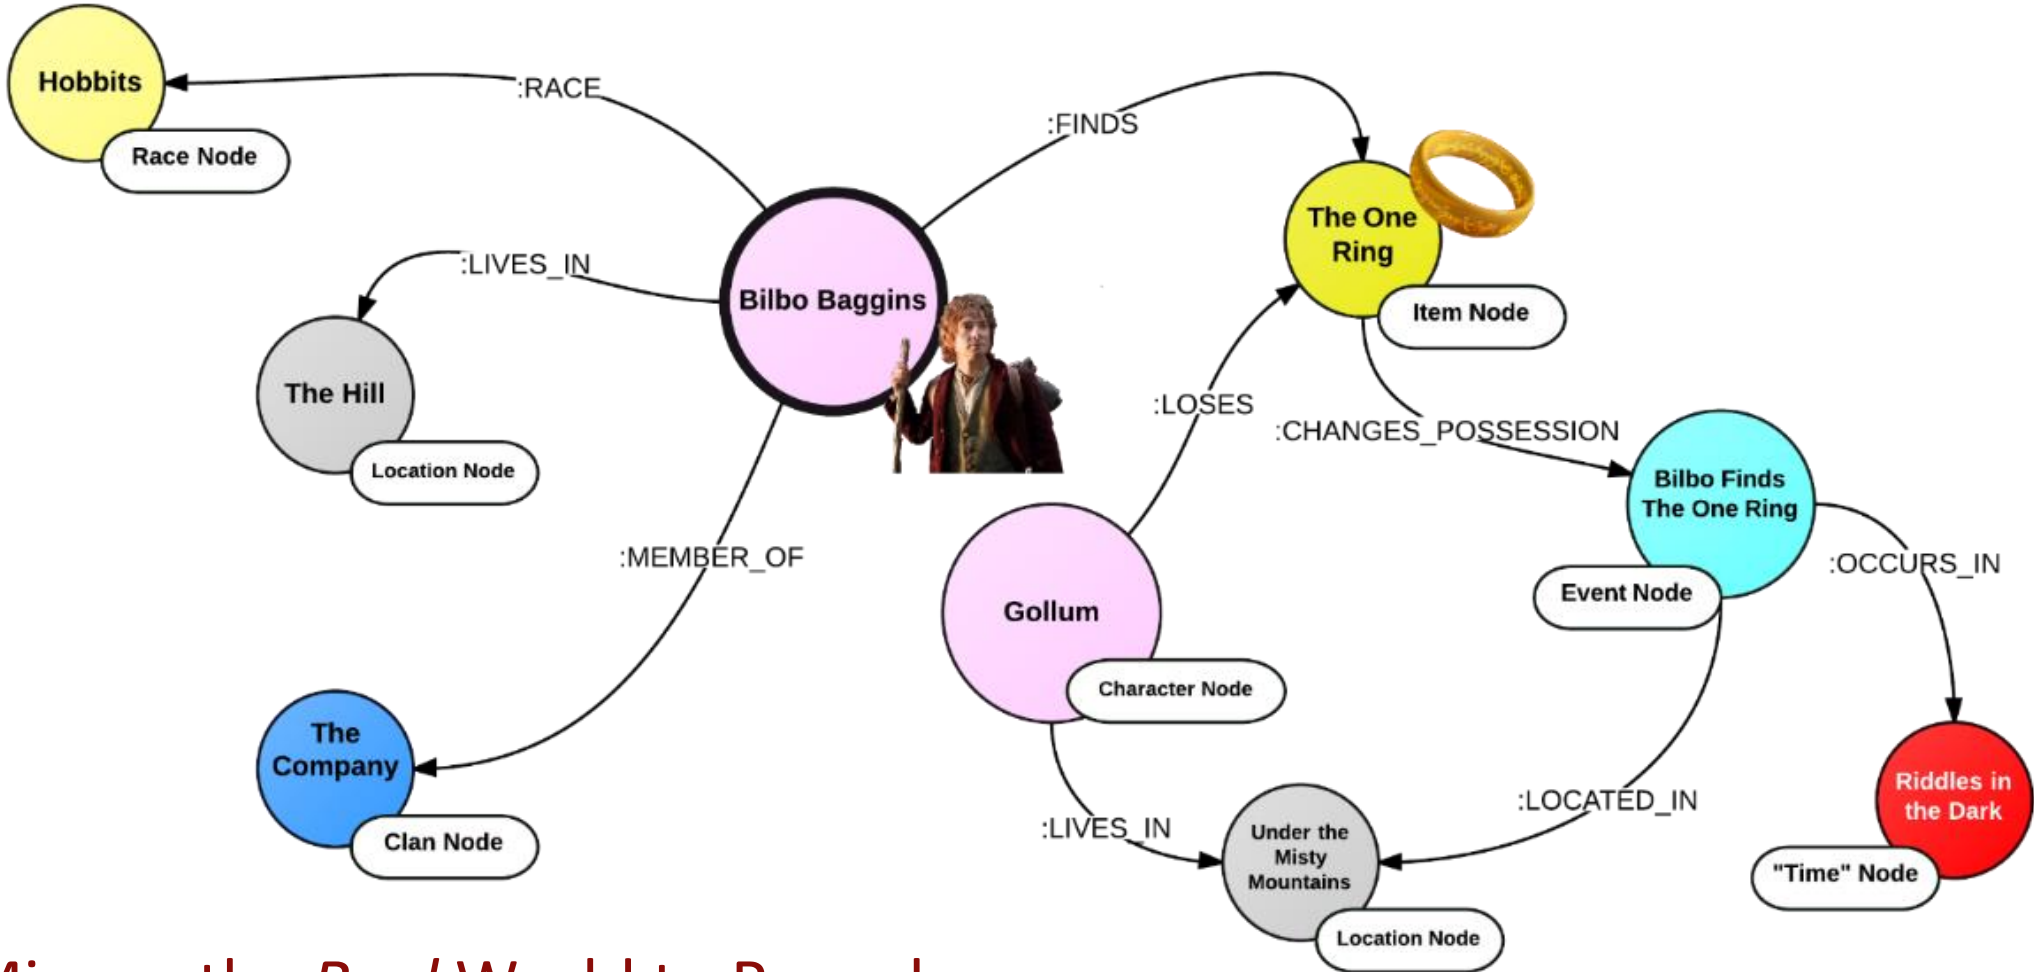 Hobbits
Race Node
:RACE
:FINDS
The One
Ring
Item Node
:LIVES_IN
Bilbo Baggins
The Hill
Location Node
:LOSES
:CHANGES_POSSESSION
Bilbo Finds
The One Ring
Event Node
:OCCURS_IN
:MEMBER_OF
Gollum
Character Node
The
Company
Clan Node
:LIVES_IN
Under the
Misty
Mountains
Location Node
:LOCATED_IN
Riddles in
the Dark
"Time" Node